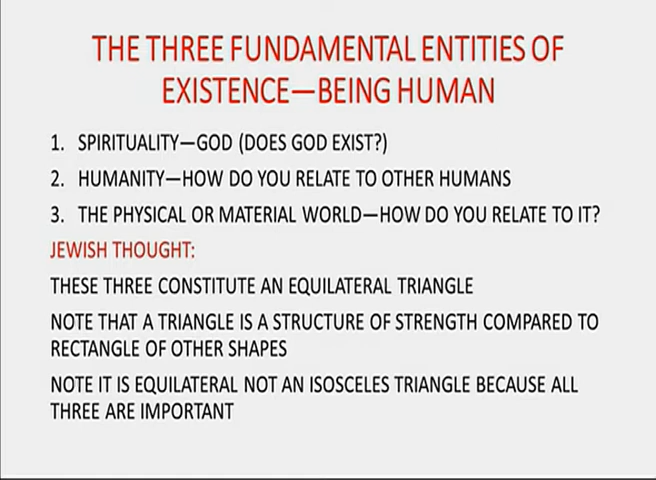 THE THREE FUNDAMENTAL ENTITIES OF
EXISTENCE—BEING HUMAN
1. SPIRITUALITY—GOD (DOES GOD EXIST?)
2. HUMANITY—HOW DO YOU RELATE TO OTHER HUMANS
3. THE PHYSICAL OR MATERIAL WORLD—HOW DO YOU RELATE TO IT?
JEWISH THOUGHT:
THESE THREE CONSTITUTE AN EQUILATERAL TRIANGLE
NOTE THAT A TRIANGLE IS A STRUCTURE OF STRENGTH COMPARED TO
RECTANGLE OF OTHER SHAPES
NOTE IT IS EQUILATERAL NOT AN ISOSCELES TRIANGLE BECAUSE ALL
THREE ARE IMPORTANT